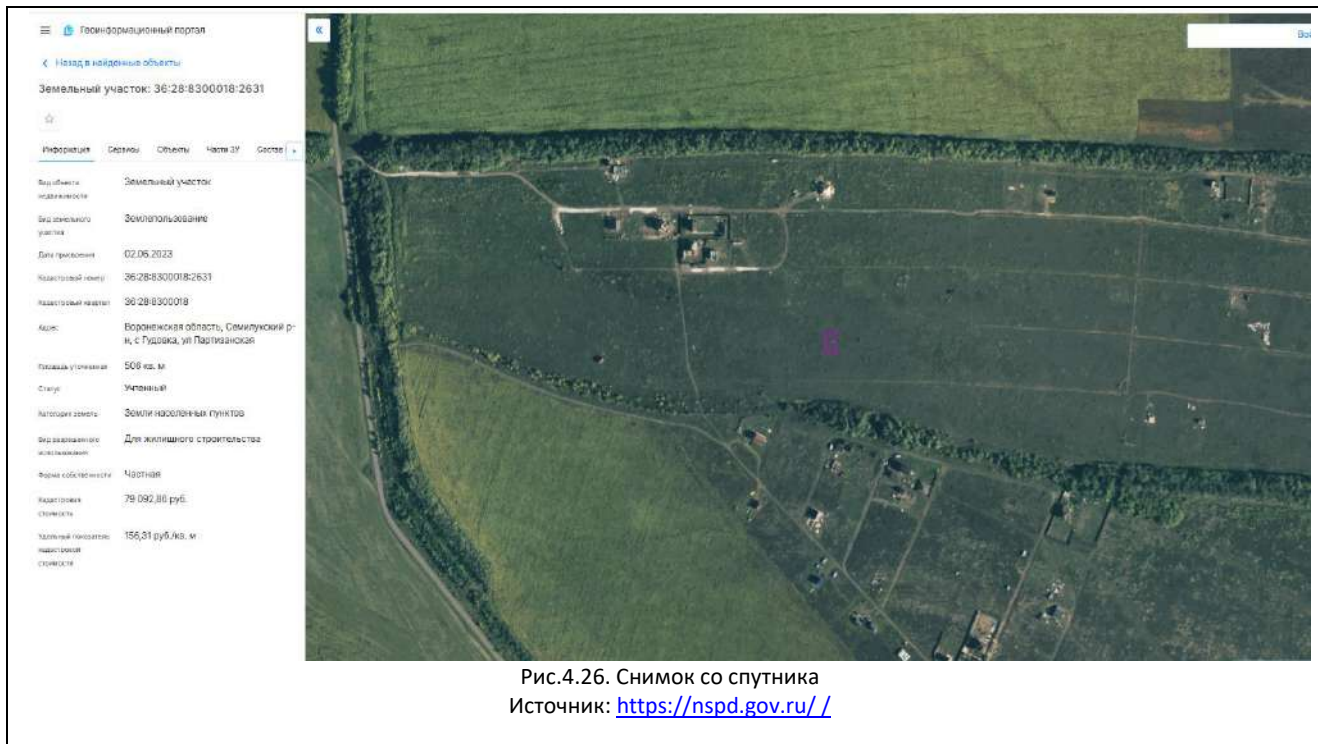 Геоинформационный портал
Назад в найденные объекты
Земельный участок: 36:28:8300018:2631
Информация Сервисы Объекты Части ЗУ Состав
Вид объекта недвижимости Земельный участок
Вид земельного участка Землепользование
Дата присвоения 02.06.2023
Кадастровый номер 36:28:8300018:2631
Кадастровый квартал 36:28:8300018
Адрес Воронежская область, Семилукский р-
н, с Гудовка, ул Партизанская
Площадь уточненная 506 кв. м
Статус Учтенный
Категория земель Земли населенных пунктов
Вид разрешенного использования Для жилищного строительства
Форма собственности Частная
Кадастровая стоимость 79 092,86 руб.
Удельный показатель кадастровой стоимости 156,31 руб./кв. м
Рис.4.26. Снимок со спутника
Источник: https://nspd.gov.ru/ /